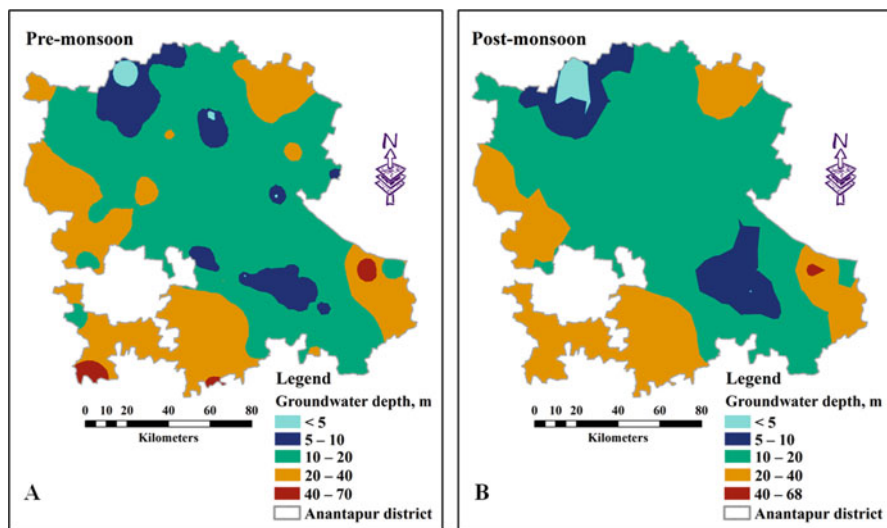 Pre-monsoon
N
Legend
Groundwater depth, m
< 5
5 – 10
10 – 20
20 – 40
40 – 70
Anantapur district
0 10 20 40 60 80
Kilometers
A
Post-monsoon
N
Legend
Groundwater depth, m
< 5
5 – 10
10 – 20
20 – 40
40 – 68
Anantapur district
0 10 20 40 60 80
Kilometers
B